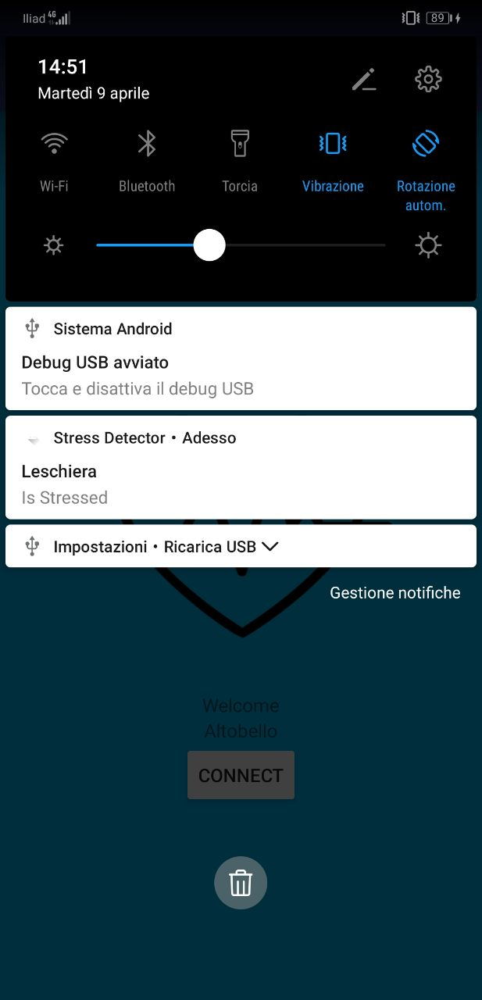 Iliad 4G 89
14:51
Martedì 9 aprile
Wi-Fi Bluetooth Torcia Vibrazione Rotazione
autom.
Sistema Android
Debug USB avviato
Tocca e disattiva il debug USB
Stress Detector • Adesso
Leschiera
Is Stressed
Impostazioni • Ricarica USB
Gestione notifiche
Welcome
Altobello
CONNECT